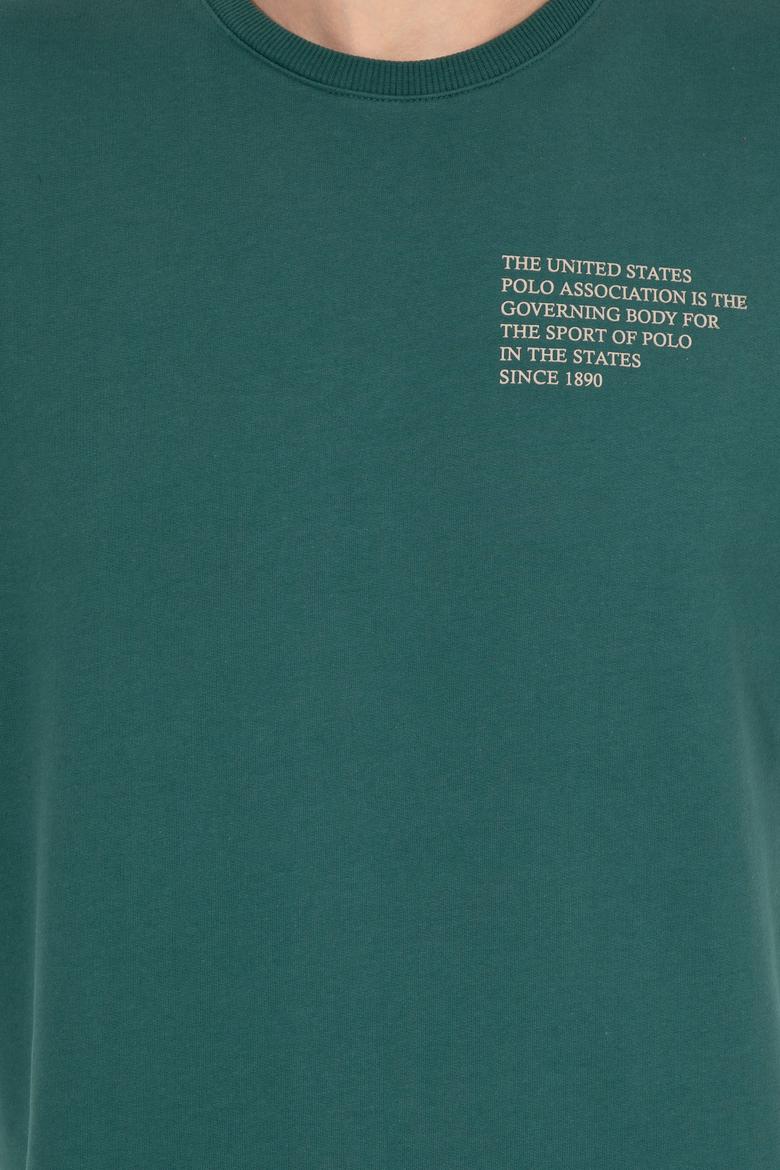 THE UNITED STATES
POLO ASSOCIATION IS THE
GOVERNING BODY FOR
THE SPORT OF POLO
IN THE STATES
SINCE 1890